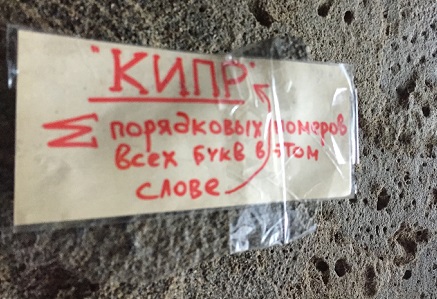 "КИПР"
Σ порядковых номеров
всех букв в этом
слове